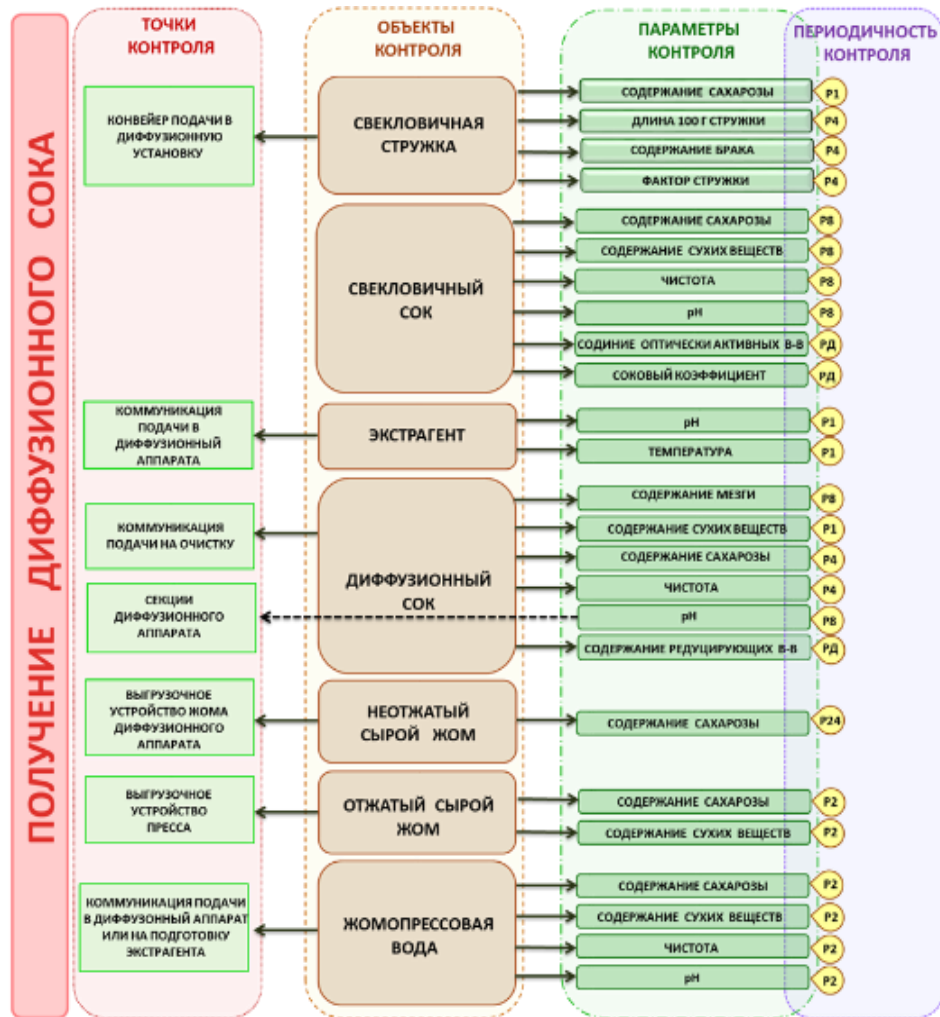 ПОЛУЧЕНИЕ ДИФФУЗИОННОГО СОКА
ТОЧКИ
КОНТРОЛЯ
ОБЪЕКТЫ
КОНТРОЛЯ
ПАРАМЕТРЫ
КОНТРОЛЯ
ПЕРИОДИЧНОСТЬ
КОНТРОЛЯ
КОНВЕЙЕР ПОДАЧИ В
ДИФФУЗИОННУЮ
УСТАНОВКУ
СВЕКЛОВИЧНАЯ
СТРУЖКА
СОДЕРЖАНИЕ САХАРОЗЫ Р1
ДЛИНА 100 Г СТРУЖКИ Р4
СОДЕРЖАНИЕ БРАКА Р4
ФАКТОР СТРУЖКИ Р4
СВЕКЛОВИЧНЫЙ
СОК
СОДЕРЖАНИЕ САХАРОЗЫ Р8
СОДЕРЖАНИЕ СУХИХ ВЕЩЕСТВ Р8
ЧИСТОТА Р8
рН Р8
СОДИНИЕ ОПТИЧЕСКИ АКТИВНЫХ В-В РД
СОКОВЫЙ КОЭФФИЦИЕНТ РД
КОММУНИКАЦИЯ
ПОДАЧИ В
ДИФФУЗИОННЫЙ
АППАРАТА
ЭКСТРАГЕНТ
рН Р1
ТЕМПЕРАТУРА Р1
КОММУНИКАЦИЯ
ПОДАЧИ НА ОЧИСТКУ
СЕКЦИИ
ДИФФУЗИОННОГО
АППАРАТА
ДИФФУЗИОННЫЙ
СОК
СОДЕРЖАНИЕ МЕЗГИ Р8
СОДЕРЖАНИЕ СУХИХ ВЕЩЕСТВ Р1
СОДЕРЖАНИЕ САХАРОЗЫ Р4
ЧИСТОТА Р4
рН Р8
СОДЕРЖАНИЕ РЕДУЦИРУЮЩИХ В-В РД
ВЫГРУЗОЧНОЕ
УСТРОЙСТВО ЖОМА
ДИФФУЗИОННОГО
АППАРАТА
НЕОТЖАТЫЙ
СЫРОЙ ЖОМ
СОДЕРЖАНИЕ САХАРОЗЫ Р24
ВЫГРУЗОЧНОЕ
УСТРОЙСТВО
ПРЕССА
ОТЖАТЫЙ СЫРОЙ
ЖОМ
СОДЕРЖАНИЕ САХАРОЗЫ Р2
СОДЕРЖАНИЕ СУХИХ ВЕЩЕСТВ Р2
КОММУНИКАЦИЯ ПОДАЧИ
В ДИФФУЗОННЫЙ АППАРАТ
ИЛИ НА ПОДГОТОВКУ
ЭКСТРАГЕНТА
ЖОМОПРЕССОВАЯ
ВОДА
СОДЕРЖАНИЕ САХАРОЗЫ Р2
СОДЕРЖАНИЕ СУХИХ ВЕЩЕСТВ Р2
ЧИСТОТА Р2
рН Р2